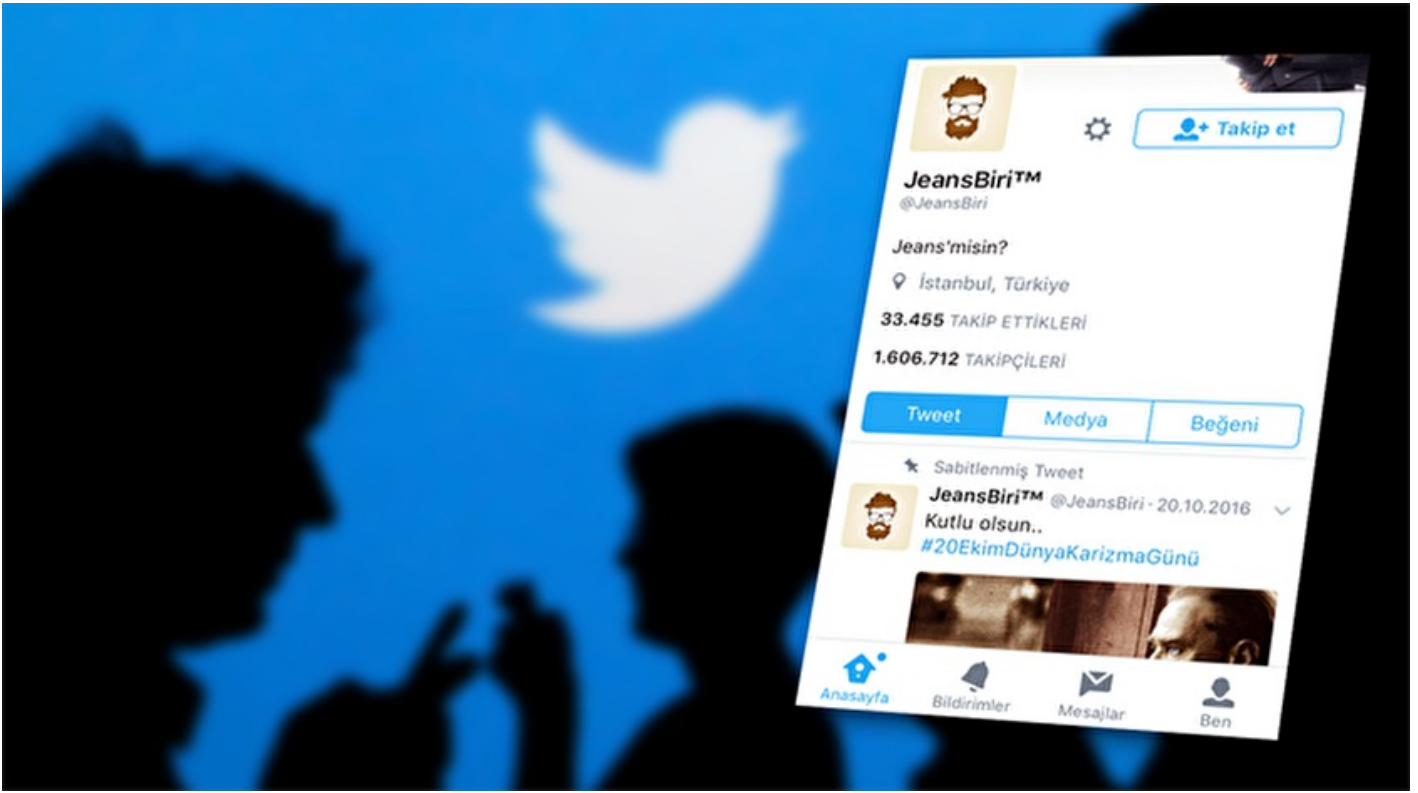 Takip et
JeansBiri™
@JeansBiri
Jeans'misin?
İstanbul, Türkiye
33.455 TAKİP ETTİKLERİ
1.606.712 TAKİPÇİLERİ
Tweet Medya Beğeni
Sabitlenmiş Tweet
JeansBiri™ @JeansBiri · 20.10.2016
Kutlu olsun..
#20EkimDünyaKarizmaGünü
Anasayfa Bildirimler Mesajlar Ben